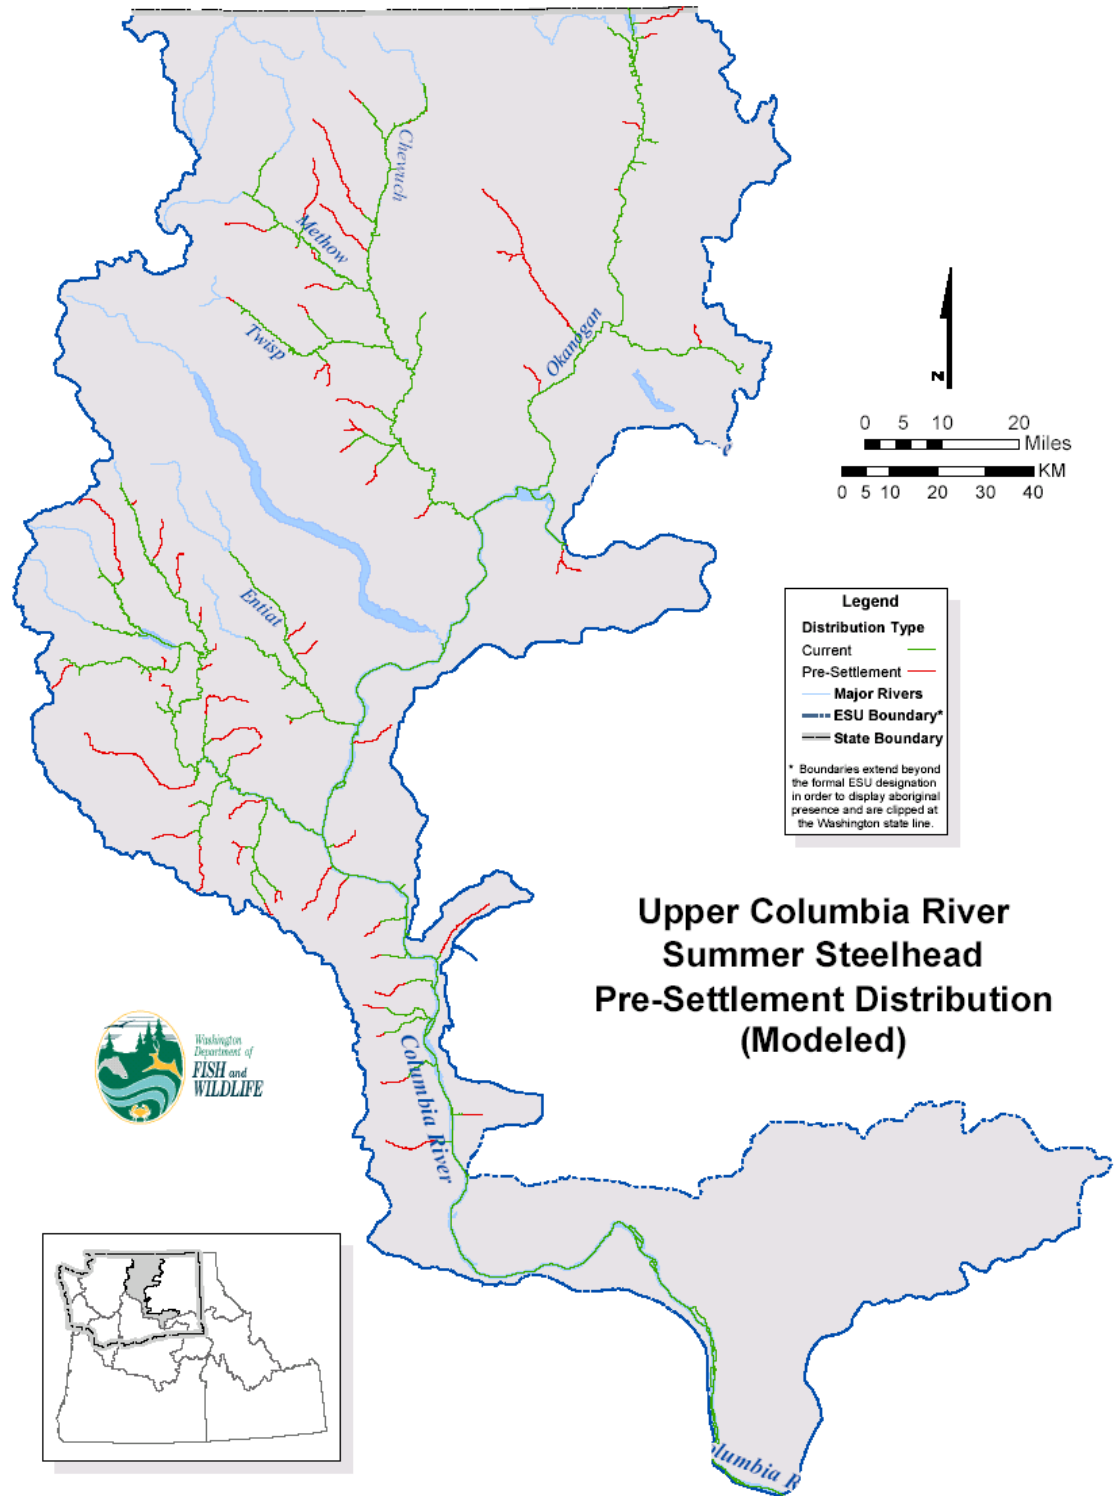 Chewuch
Methow
Twisp
Okanogan
Entiat
Columbia River
N
0 5 10 20
Miles
KM
0 5 10 20 30 40
Legend
Distribution Type
Current
Pre-Settlement
Major Rivers
ESU Boundary*
State Boundary
* Boundaries extend beyond
the formal ESU designation
in order to display aboriginal
presence and are clipped at
the Washington state line.
Upper Columbia River
Summer Steelhead
Pre-Settlement Distribution
(Modeled)
Washington
Department of
FISH and
WILDLIFE
olumbia R